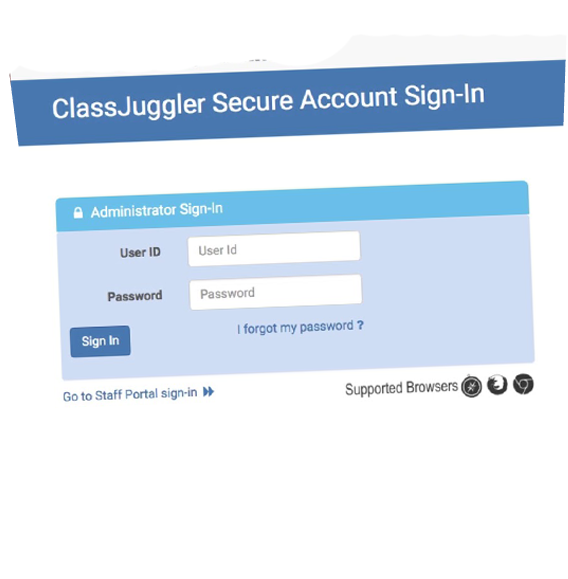 ClassJuggler Secure Account Sign-In
Administrator Sign-In
User ID User Id
Password Password
Sign In I forgot my password ?
Go to Staff Portal sign-in Supported Browsers